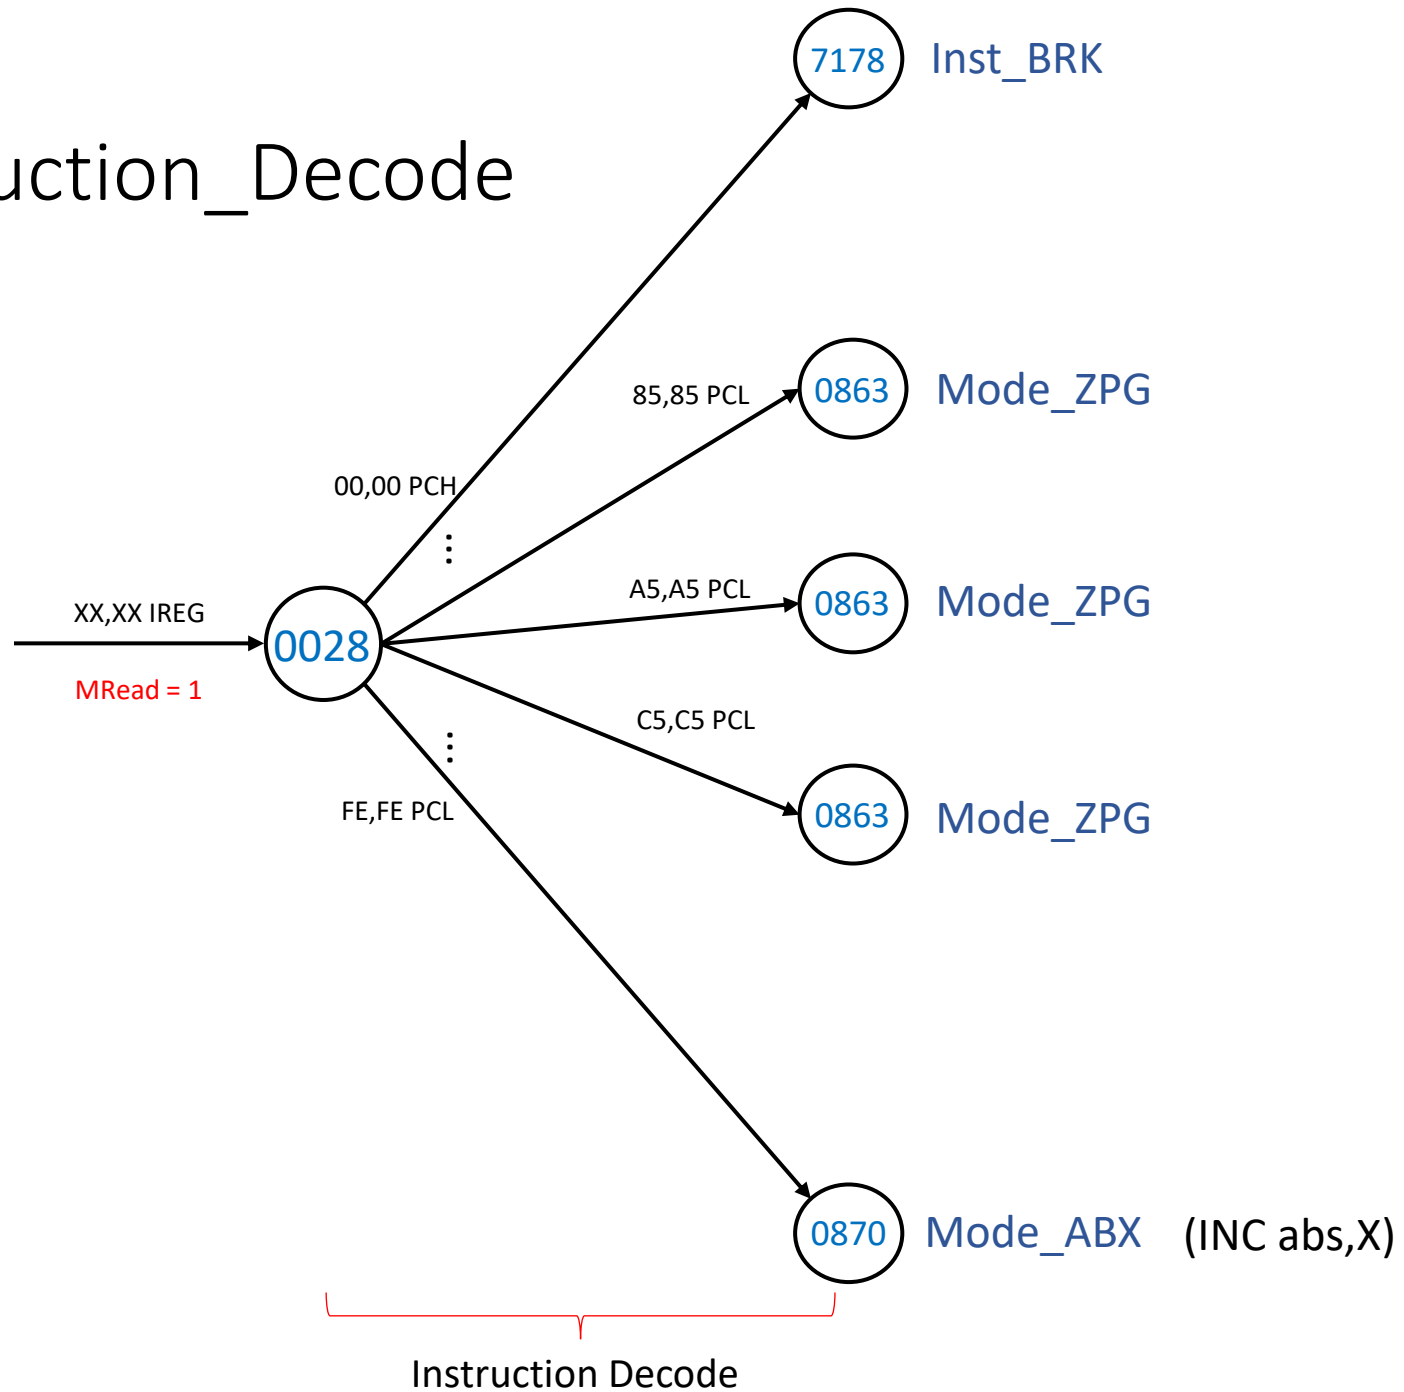 7178 Inst_BRK
uction_Decode
85,85 PCL
0863 Mode_ZPG
00,00 PCH
⋮
A5,A5 PCL
0863 Mode_ZPG
XX,XX IREG
0028
MRead = 1
C5,C5 PCL
⋮
FE,FE PCL
0863 Mode_ZPG
0870 Mode_ABX (INC abs,X)
Instruction Decode